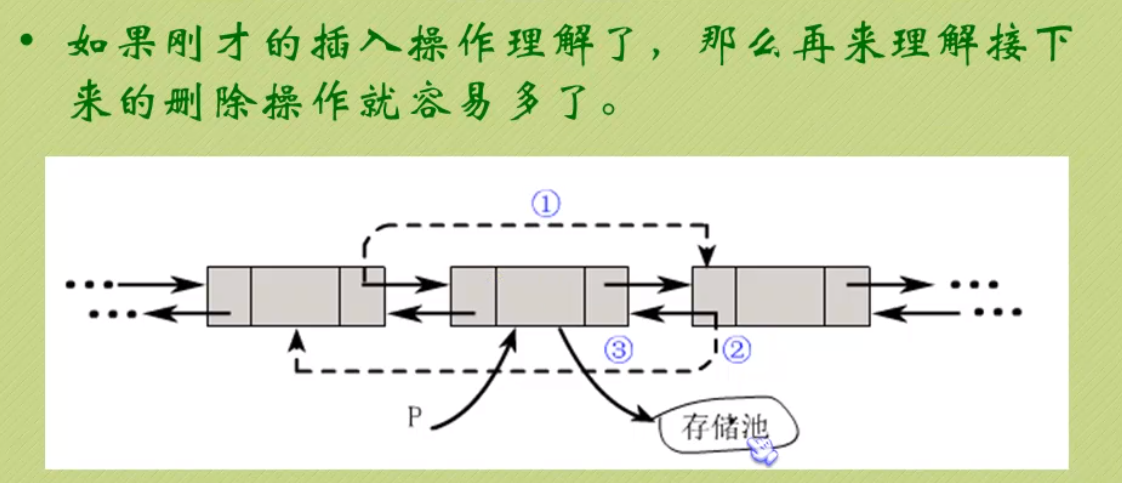 • 如果刚才的插入操作理解了，那么再来理解接下
来的删除操作就容易多了。
①
③ ②
P
存储池